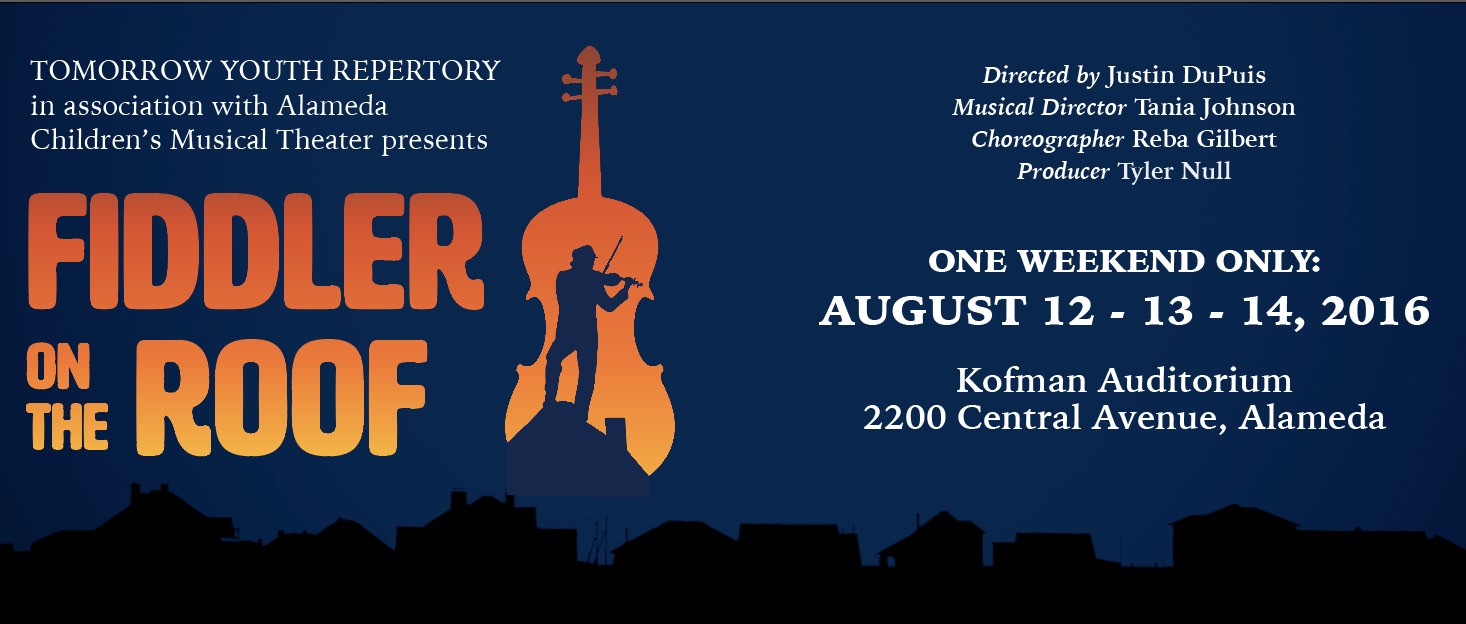 TOMORROW YOUTH REPERTORY
in association with Alameda
Children's Musical Theater presents
FIDDLER
ON
THE
ROOF
Directed by Justin DuPuis
Musical Director Tania Johnson
Choreographer Reba Gilbert
Producer Tyler Null
ONE WEEKEND ONLY:
AUGUST 12 - 13 - 14, 2016
Kofman Auditorium
2200 Central Avenue, Alameda